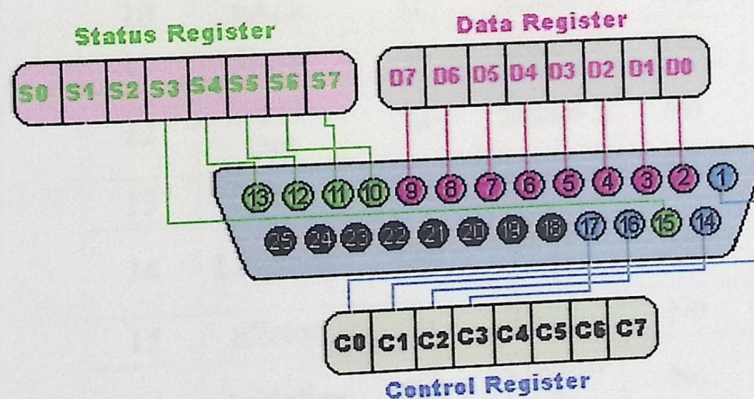 Status Register
Data Register
S0 S1 S2 S3 S4 S5 S6 S7
D7 D6 D5 D4 D3 D2 D1 D0
13 12 11 10 9 8 7 6 5 4 3 2 1
25 24 23 22 21 20 19 18 17 16 15 14
C0 C1 C2 C3 C4 C5 C6 C7
Control Register